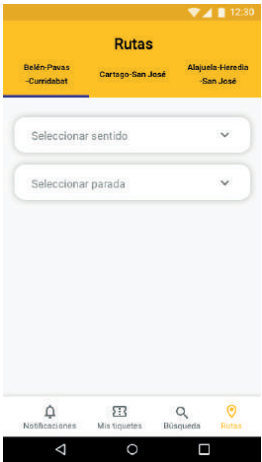 12:30
Rutas
Belén-Pavas
-Curridabat
Cartago-San José
Alajuela-Heredia
-San José
Seleccionar sentido
Seleccionar parada
Notificaciones
Mis tiquetes
Búsqueda
Rutas